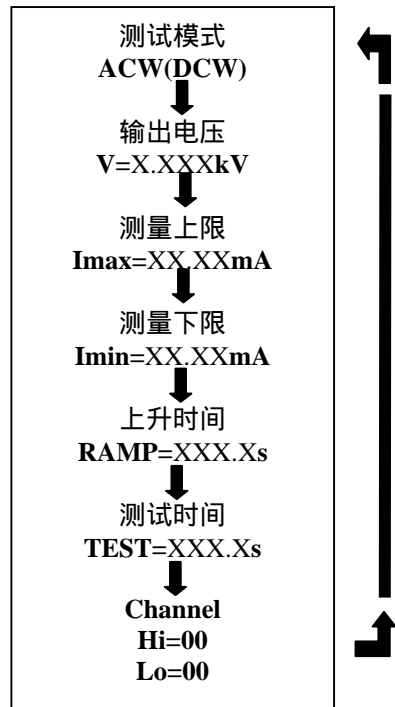 测试模式
ACW(DCW)
输出电压
V=X.XXXkV
测量上限
Imax=XX.XXmA
测量下限
Imin=XX.XXmA
上升时间
RAMP=XXX.Xs
测试时间
TEST=XXX.Xs
Channel
Hi=00
Lo=00